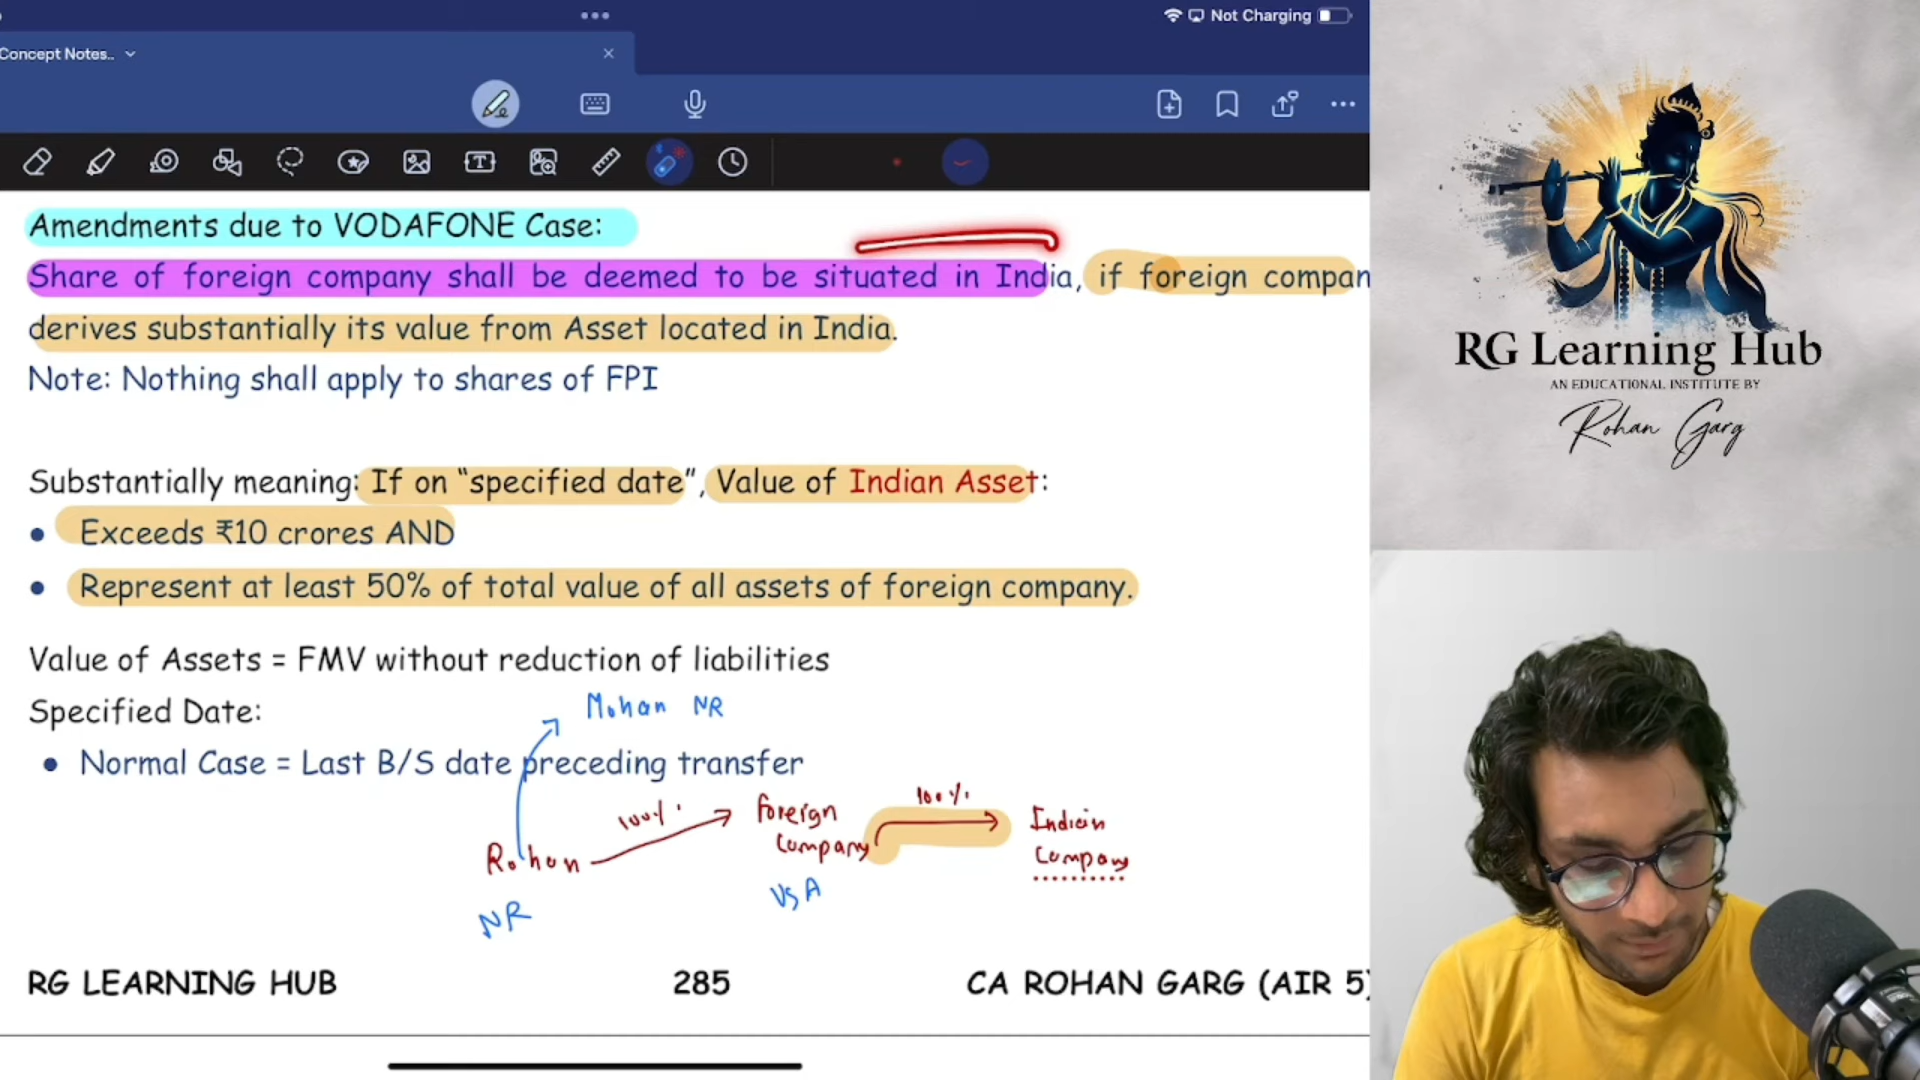 Not Charging
Concept Notes..
Amendments due to VODAFONE Case:
Share of foreign company shall be deemed to be situated in India, if foreign compan
derives substantially its value from Asset located in India.
Note: Nothing shall apply to shares of FPI
Substantially meaning: If on “specified date”, Value of Indian Asset:
• Exceeds ₹10 crores AND
• Represent at least 50% of total value of all assets of foreign company.
Value of Assets = FMV without reduction of liabilities
Specified Date:
Mohan NR
• Normal Case = Last B/S date preceding transfer
Rohan 100% Foreign Company 100% Indian Company
NR USA
RG LEARNING HUB 285 CA ROHAN GARG (AIR 5)
RG Learning Hub
AN EDUCATIONAL INSTITUTE BY
Rohan Garg